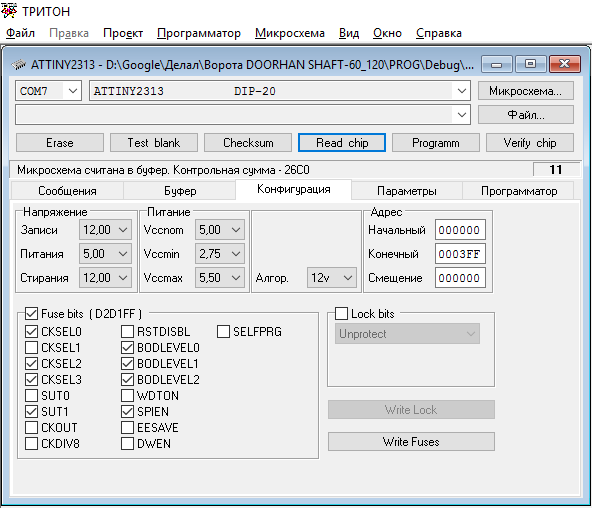 ТРИТОН
Файл Правка Проект Программатор Микросхема Вид Окно Справка
ATTINY2313 - D:\Google\Делал\Ворота DOORHAN SHAFT-60_120\PROG\Debug\,...
COM7 ATTINY2313 DIP-20 Микросхема...
Файл...
Erase Test blank Checksum Read chip Programm Verify chip
Микросхема считана в буфер. Контрольная сумма - 26C0 11
Сообщения Буфер Конфигурация Параметры Программатор
Напряжение Питание Адрес
Записи 12,00 Vccnom 5,00 Начальный 000000
Питания 5,00 Vccmin 2,75 Конечный 0003FF
Стирания 12,00 Vccmax 5,50 Алгор. 12v Смещение 000000
Fuse bits ( D2D1FF ) Lock bits
CKSEL0 RSTDISBL SELFPRG Unprotect
CKSEL1 BODLEVEL0
CKSEL2 BODLEVEL1
CKSEL3 BODLEVEL2
SUT0 WDTON
SUT1 SPIEN Write Lock
CKOUT EESAVE
CKDIV8 DWEN Write Fuses